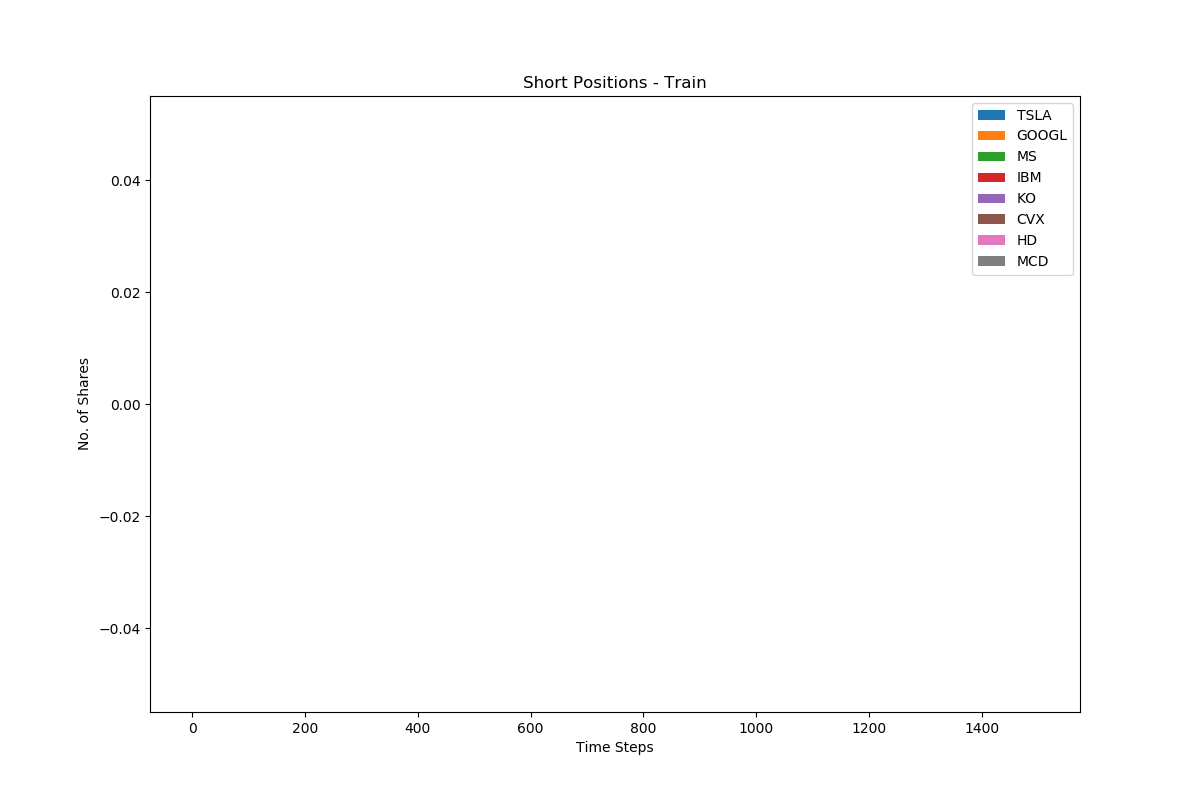 Short Positions - Train
TSLA
GOOGL
MS
IBM
KO
CVX
HD
MCD
0.04
0.02
0.00
−0.02
−0.04
No. of Shares
0 200 400 600 800 1000 1200 1400
Time Steps